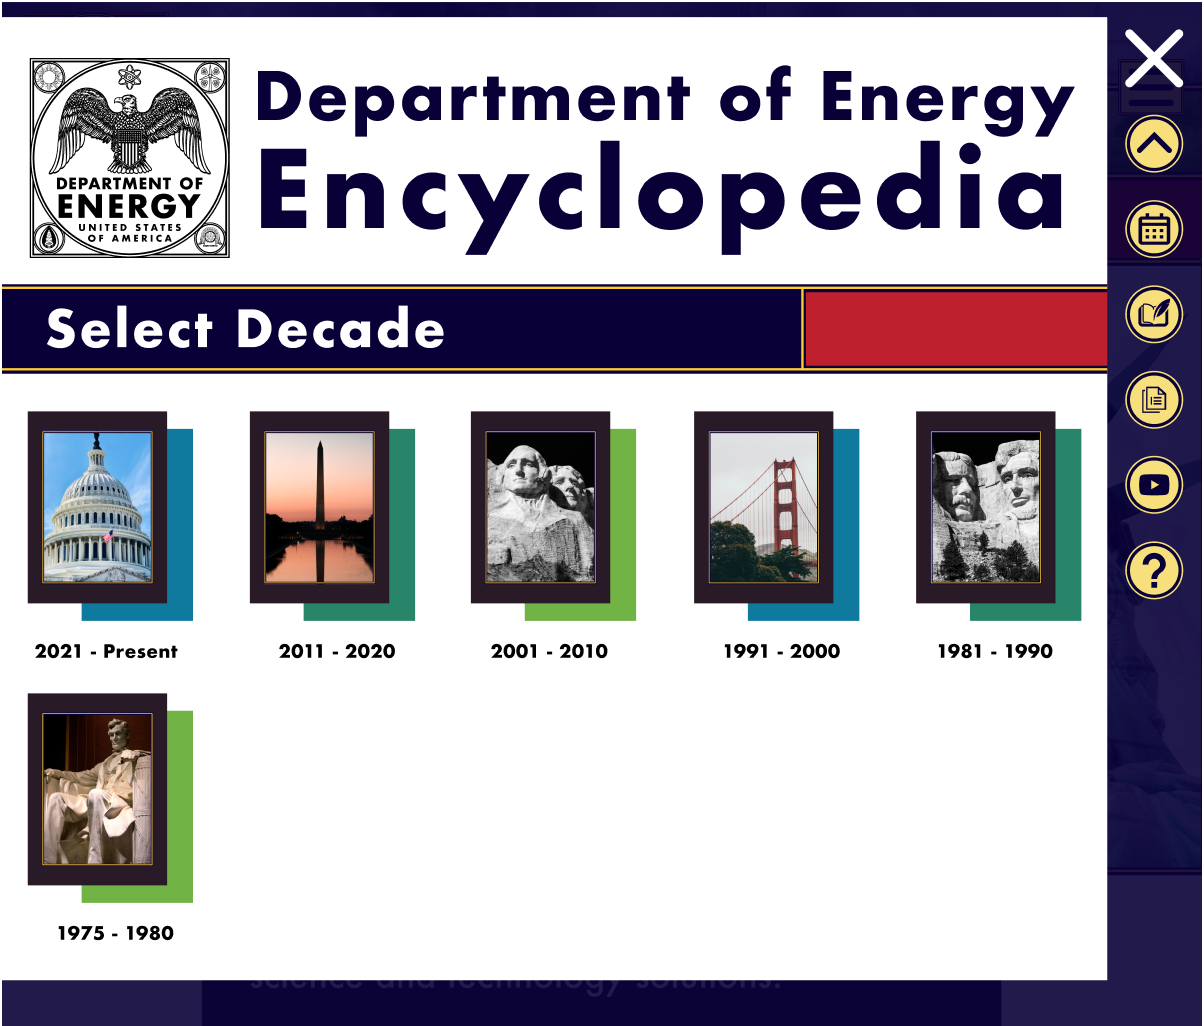 Department of Energy
Encyclopedia
DEPARTMENT OF
ENERGY
UNITED STATES
OF AMERICA
Select Decade
2021 - Present
2011 - 2020
2001 - 2010
1991 - 2000
1981 - 1990
1975 - 1980
science and technology solutions.